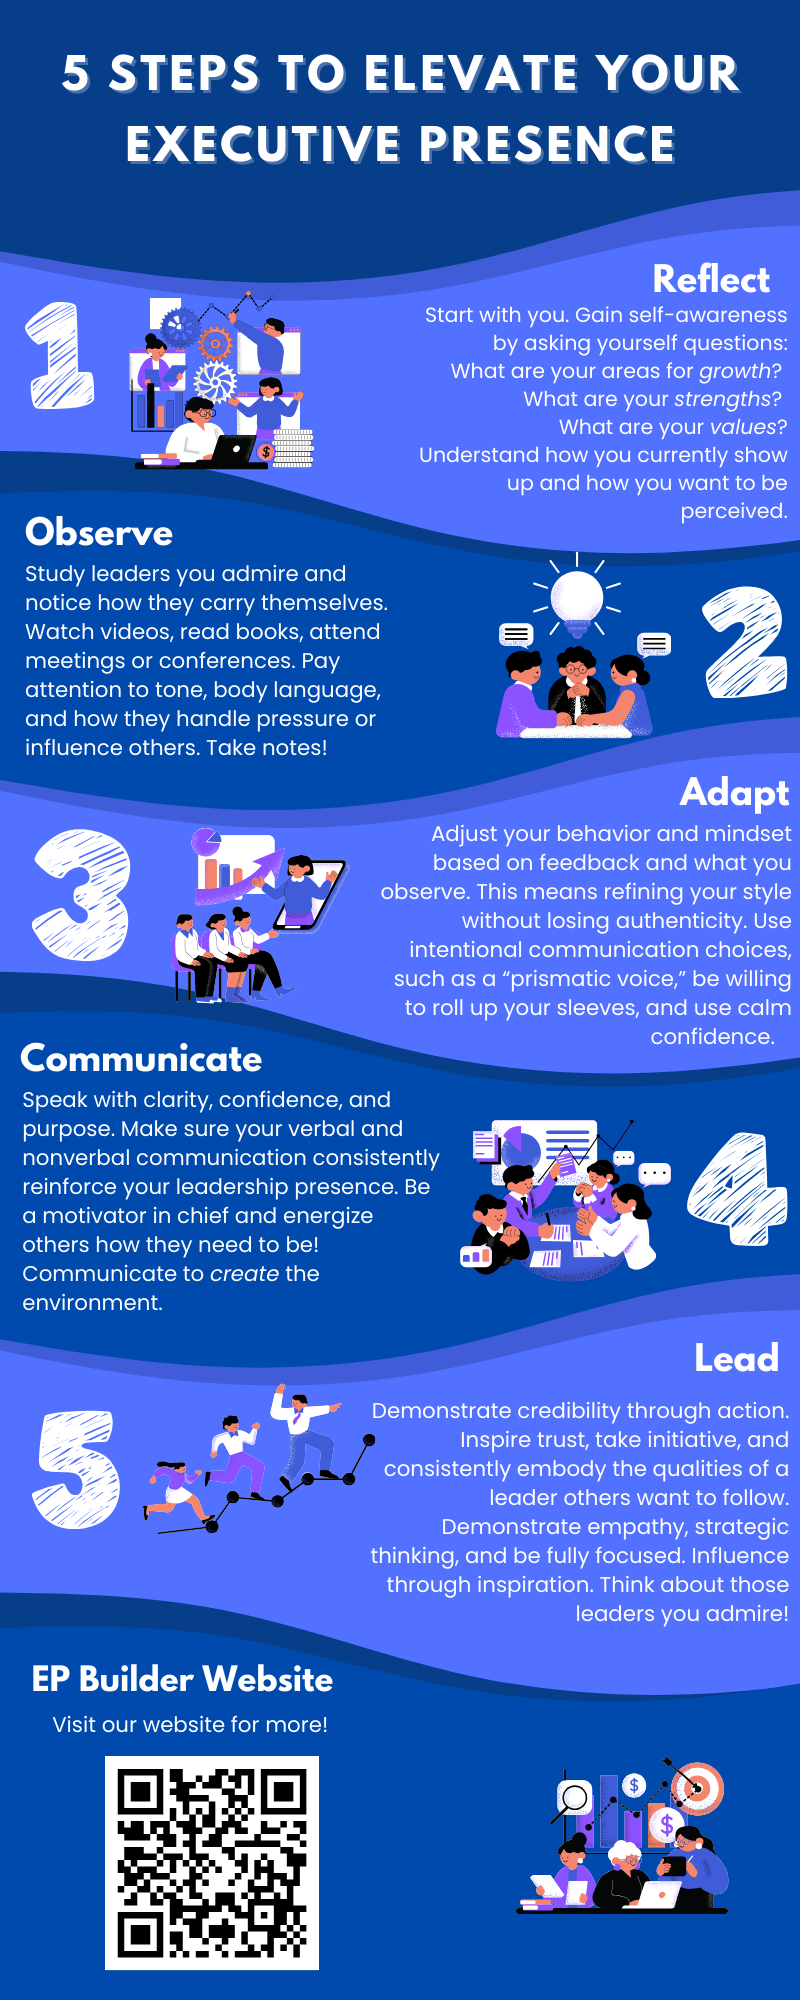 5 STEPS TO ELEVATE YOUR
EXECUTIVE PRESENCE
1
Reflect
Start with you. Gain self-awareness
by asking yourself questions:
What are your areas for growth?
What are your strengths?
What are your values?
Understand how you currently show
up and how you want to be
perceived.
Observe
Study leaders you admire and
notice how they carry themselves.
Watch videos, read books, attend
meetings or conferences. Pay
attention to tone, body language,
and how they handle pressure or
influence others. Take notes!
2
Adapt
3
Adjust your behavior and mindset
based on feedback and what you
observe. This means refining your style
without losing authenticity. Use
intentional communication choices,
such as a “prismatic voice,” be willing
to roll up your sleeves, and use calm
confidence.
Communicate
Speak with clarity, confidence, and
purpose. Make sure your verbal and
nonverbal communication consistently
reinforce your leadership presence. Be
a motivator in chief and energize
others how they need to be!
Communicate to create the
environment.
4
Lead
5
Demonstrate credibility through action.
Inspire trust, take initiative, and
consistently embody the qualities of a
leader others want to follow.
Demonstrate empathy, strategic
thinking, and be fully focused. Influence
through inspiration. Think about those
leaders you admire!
EP Builder Website
Visit our website for more!
$
$
$